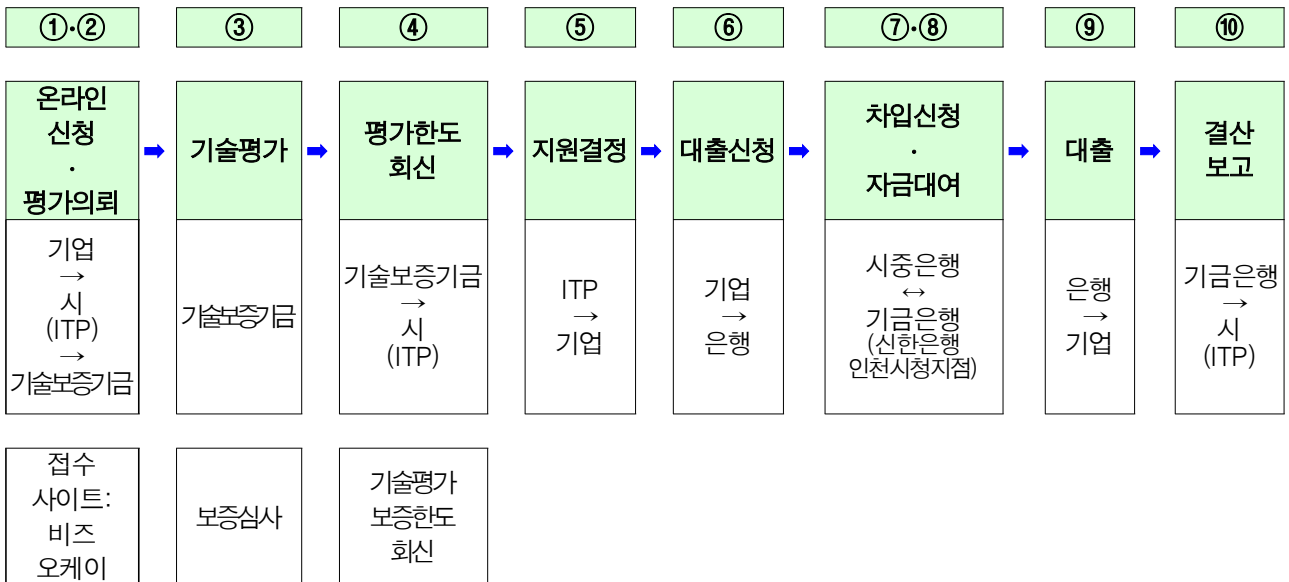 ①·②
③
④
⑤
⑥
⑦·⑧
⑨
⑩
온라인
신청
·
평가의뢰
➡
기술평가
➡
평가한도
회신
➡
지원결정
➡
대출신청
➡
차입신청
·
자금대여
➡
대출
➡
결산
보고
기업
→
시
(ITP)
→
기술보증기금
기술보증기금
기술보증기금
→
시
(ITP)
ITP
→
기업
기업
→
은행
시중은행
↔
기금은행
(신한은행
인천시청지점)
은행
→
기업
기금은행
→
시
(ITP)
접수
사이트:
비즈
오케이
보증심사
기술평가
보증한도
회신